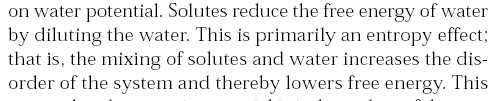 on water potential. Solutes reduce the free energy of water
by diluting the water. This is primarily an entropy effect;
that is, the mixing of solutes and water increases the dis-
order of the system and thereby lowers free energy. This